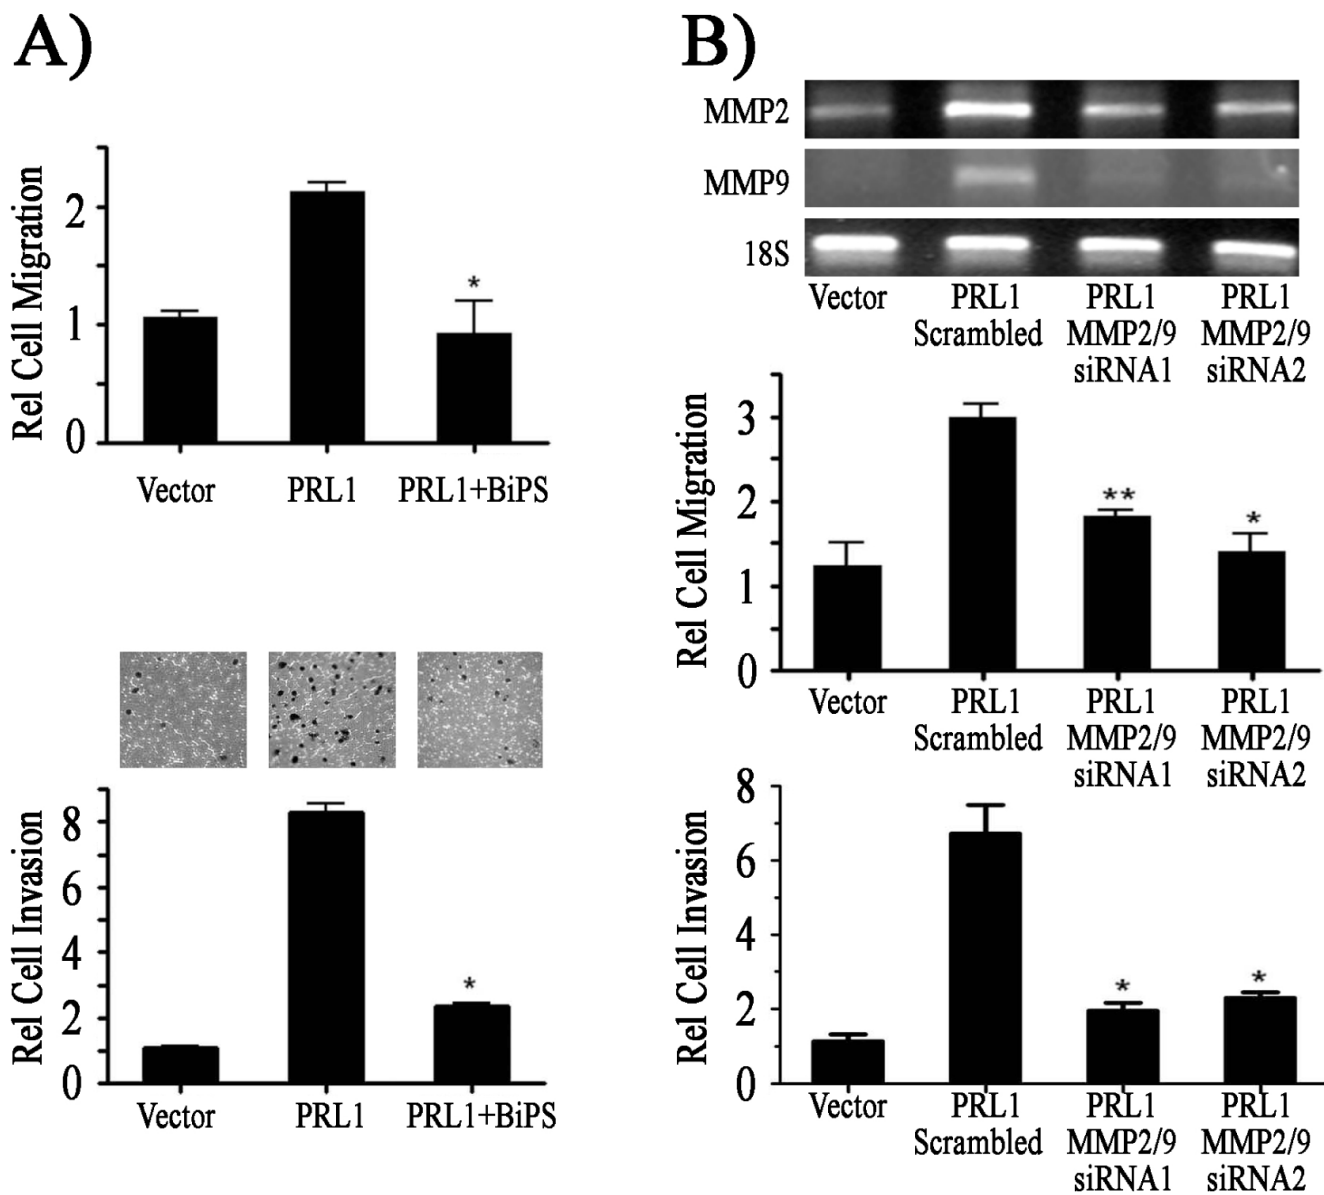 A)
Rel Cell Migration
2
1
0
*
Vector PRL1 PRL1+BiPS
Rel Cell Invasion
8
6
4
2
0
*
Vector PRL1 PRL1+BiPS
B)
MMP2
MMP9
18S
Vector PRL1 PRL1 PRL1
Scrambled MMP2/9 MMP2/9
siRNA1 siRNA2
Rel Cell Migration
3
2
1
0
** *
Vector PRL1 PRL1 PRL1
Scrambled MMP2/9 MMP2/9
siRNA1 siRNA2
Rel Cell Invasion
8
6
4
2
0
* *
Vector PRL1 PRL1 PRL1
Scrambled MMP2/9 MMP2/9
siRNA1 siRNA2